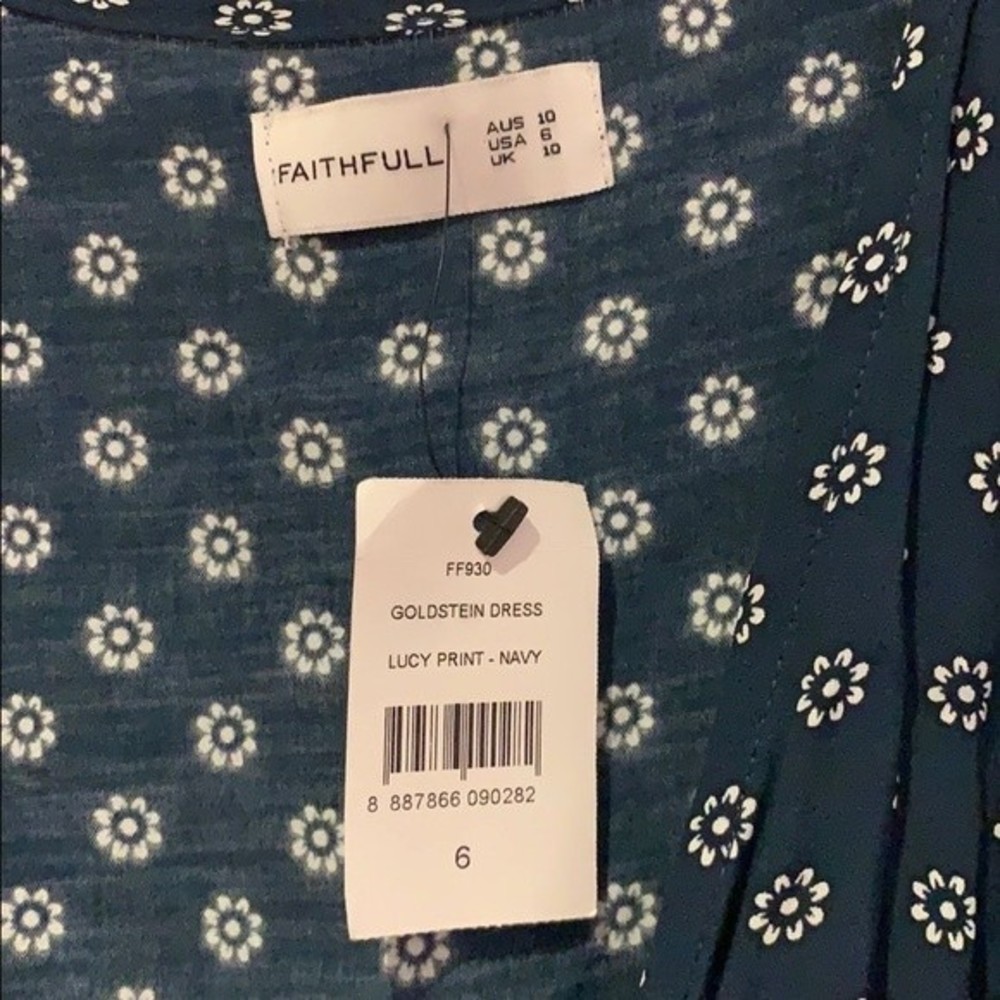 FAITHFULL
AUS 10
USA 6
UK 10
FF930
GOLDSTEIN DRESS
LUCY PRINT - NAVY
8 887866 090282
6